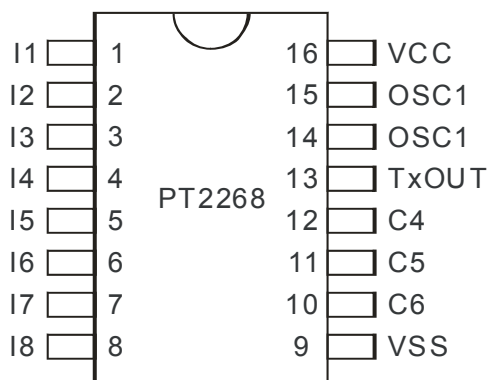 I1 1 16 VCC
I2 2 15 OSC1
I3 3 14 OSC1
I4 4 13 TxOUT
PT2268
I5 5 12 C4
I6 6 11 C5
I7 7 10 C6
I8 8 9 VSS